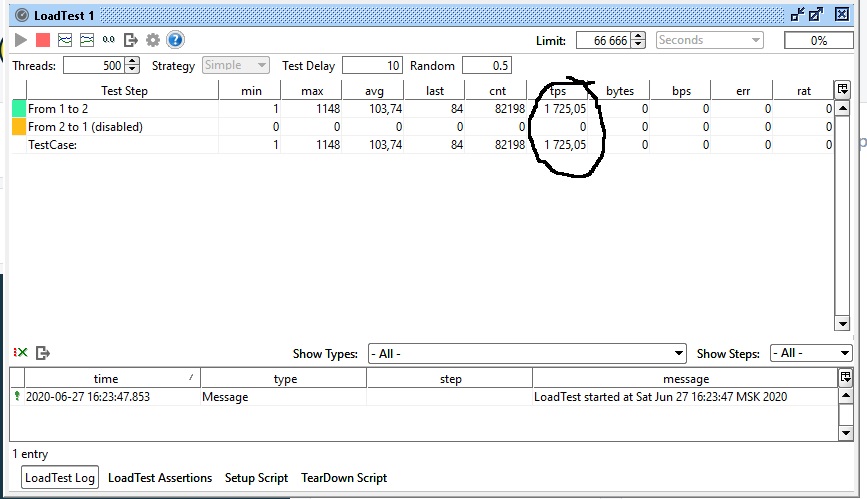 LoadTest 1
0.0 Limit: 66 666 Seconds 0%
Threads: 500 Strategy Simple Test Delay 10 Random 0.5
Test Step min max avg last cnt tps bytes bps err rat
From 1 to 2 1 1148 103,74 84 82198 1 725,05 0 0 0 0
From 2 to 1 (disabled) 0 0 0 0 0 0 0 0 0 0
TestCase: 1 1148 103,74 84 82198 1 725,05 0 0 0 0
Show Types: - All - Show Steps: - All -
time type step message
2020-06-27 16:23:47.853 Message LoadTest started at Sat Jun 27 16:23:47 MSK 2020
1 entry
LoadTest Log LoadTest Assertions Setup Script TearDown Script